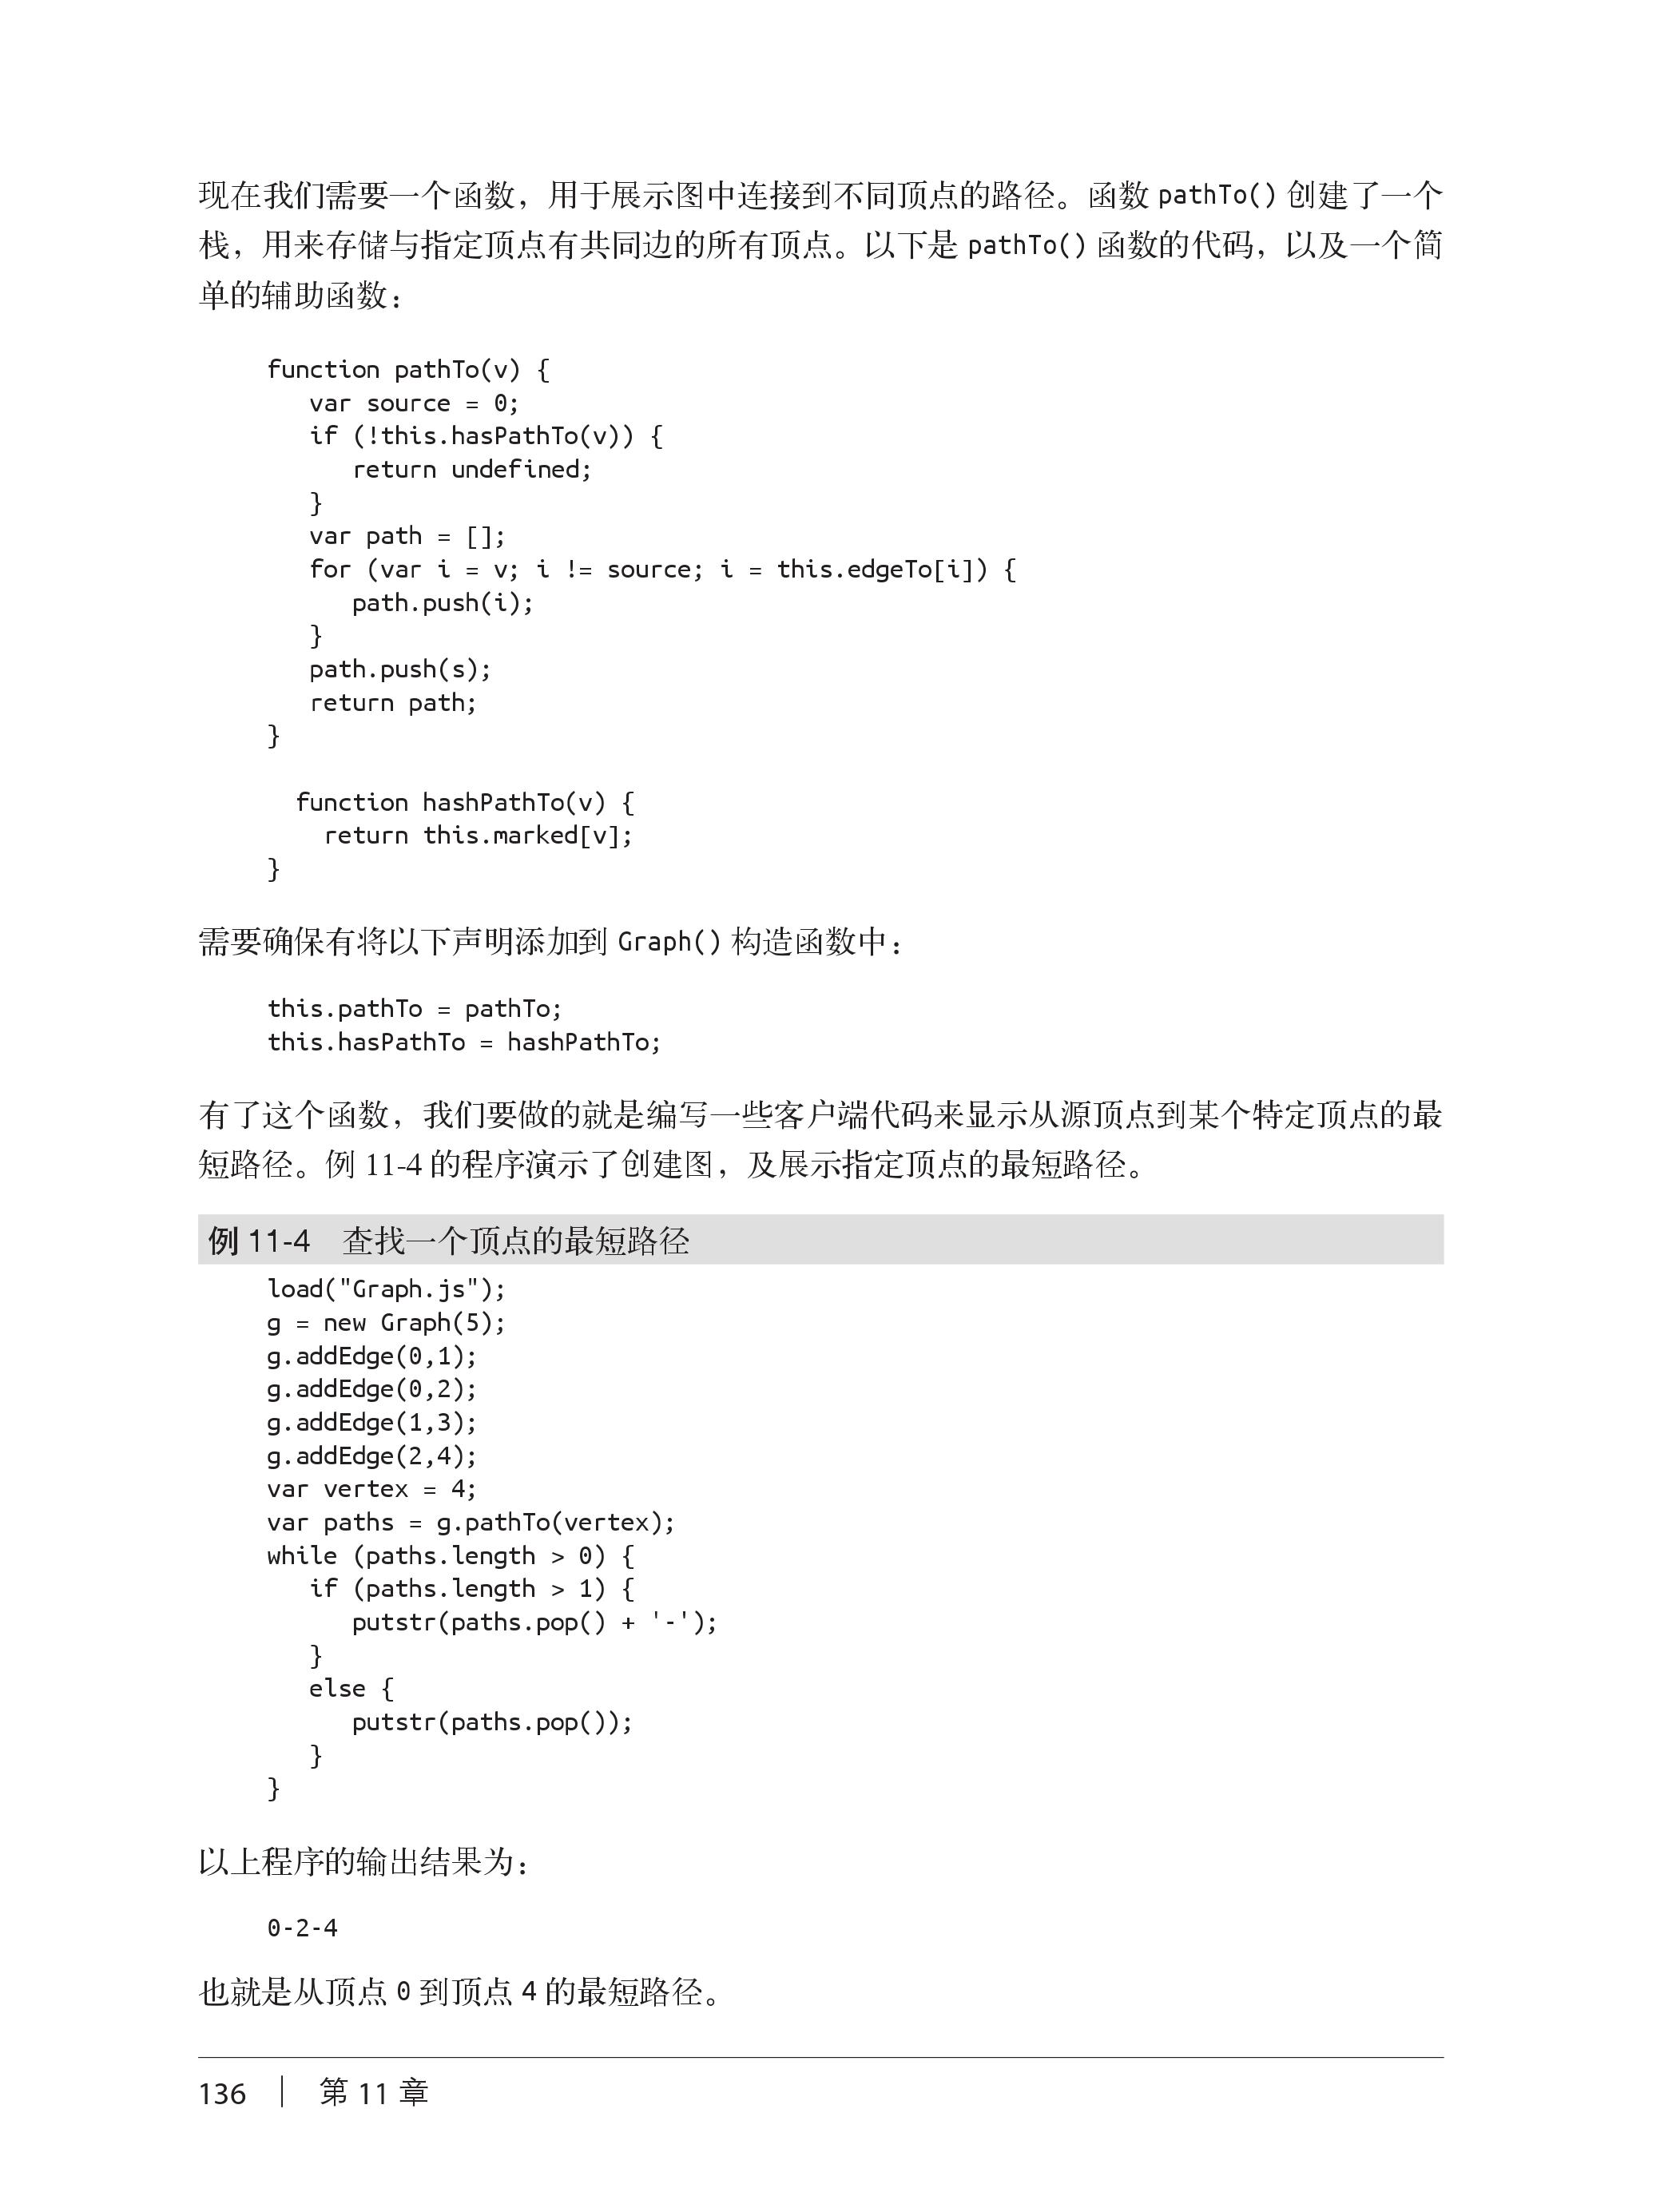 现在我们需要一个函数，用于展示图中连接到不同顶点的路径。函数 pathTo() 创建了一个
栈，用来存储与指定顶点有共同边的所有顶点。以下是 pathTo() 函数的代码，以及一个简
单的辅助函数：
function pathTo(v) {
   var source = 0;
   if (!this.hasPathTo(v)) {
      return undefined;
   }
   var path = [];
   for (var i = v; i != source; i = this.edgeTo[i]) {
      path.push(i);
   }
   path.push(s);
   return path;
}
  function hashPathTo(v) {
    return this.marked[v];
}
需要确保有将以下声明添加到 Graph() 构造函数中：
this.pathTo = pathTo;
this.hasPathTo = hashPathTo;
有了这个函数，我们要做的就是编写一些客户端代码来显示从源顶点到某个特定顶点的最
短路径。例 11-4 的程序演示了创建图，及展示指定顶点的最短路径。
例 11-4　查找一个顶点的最短路径
load("Graph.js");
g = new Graph(5);
g.addEdge(0,1);
g.addEdge(0,2);
g.addEdge(1,3);
g.addEdge(2,4);
var vertex = 4;
var paths = g.pathTo(vertex);
while (paths.length > 0) {
   if (paths.length > 1) {
      putstr(paths.pop() + '-');
   }
   else {
      putstr(paths.pop());
   }
}
以上程序的输出结果为：
0-2-4
也就是从顶点 0 到顶点 4 的最短路径。
136 ｜ 第 11 章